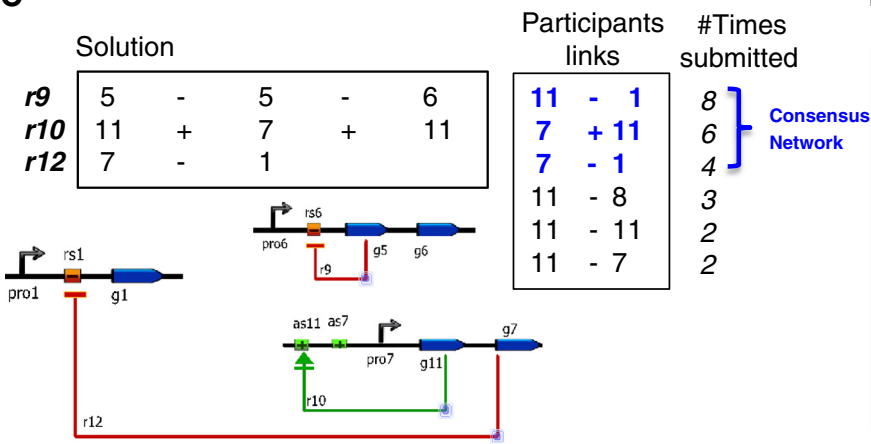 Solution
r9 5 - 5 - 6
r10 11 + 7 + 11
r12 7 - 1
Participants
links
#Times
submitted
11 - 1 8
7 + 11 6
7 - 1 4
11 - 8 3
11 - 11 2
11 - 7 2
Consensus
Network
rs6
pro6
g5
g6
r9
rs1
pro1
g1
as11 as7
g7
pro7
g11
r10
r12